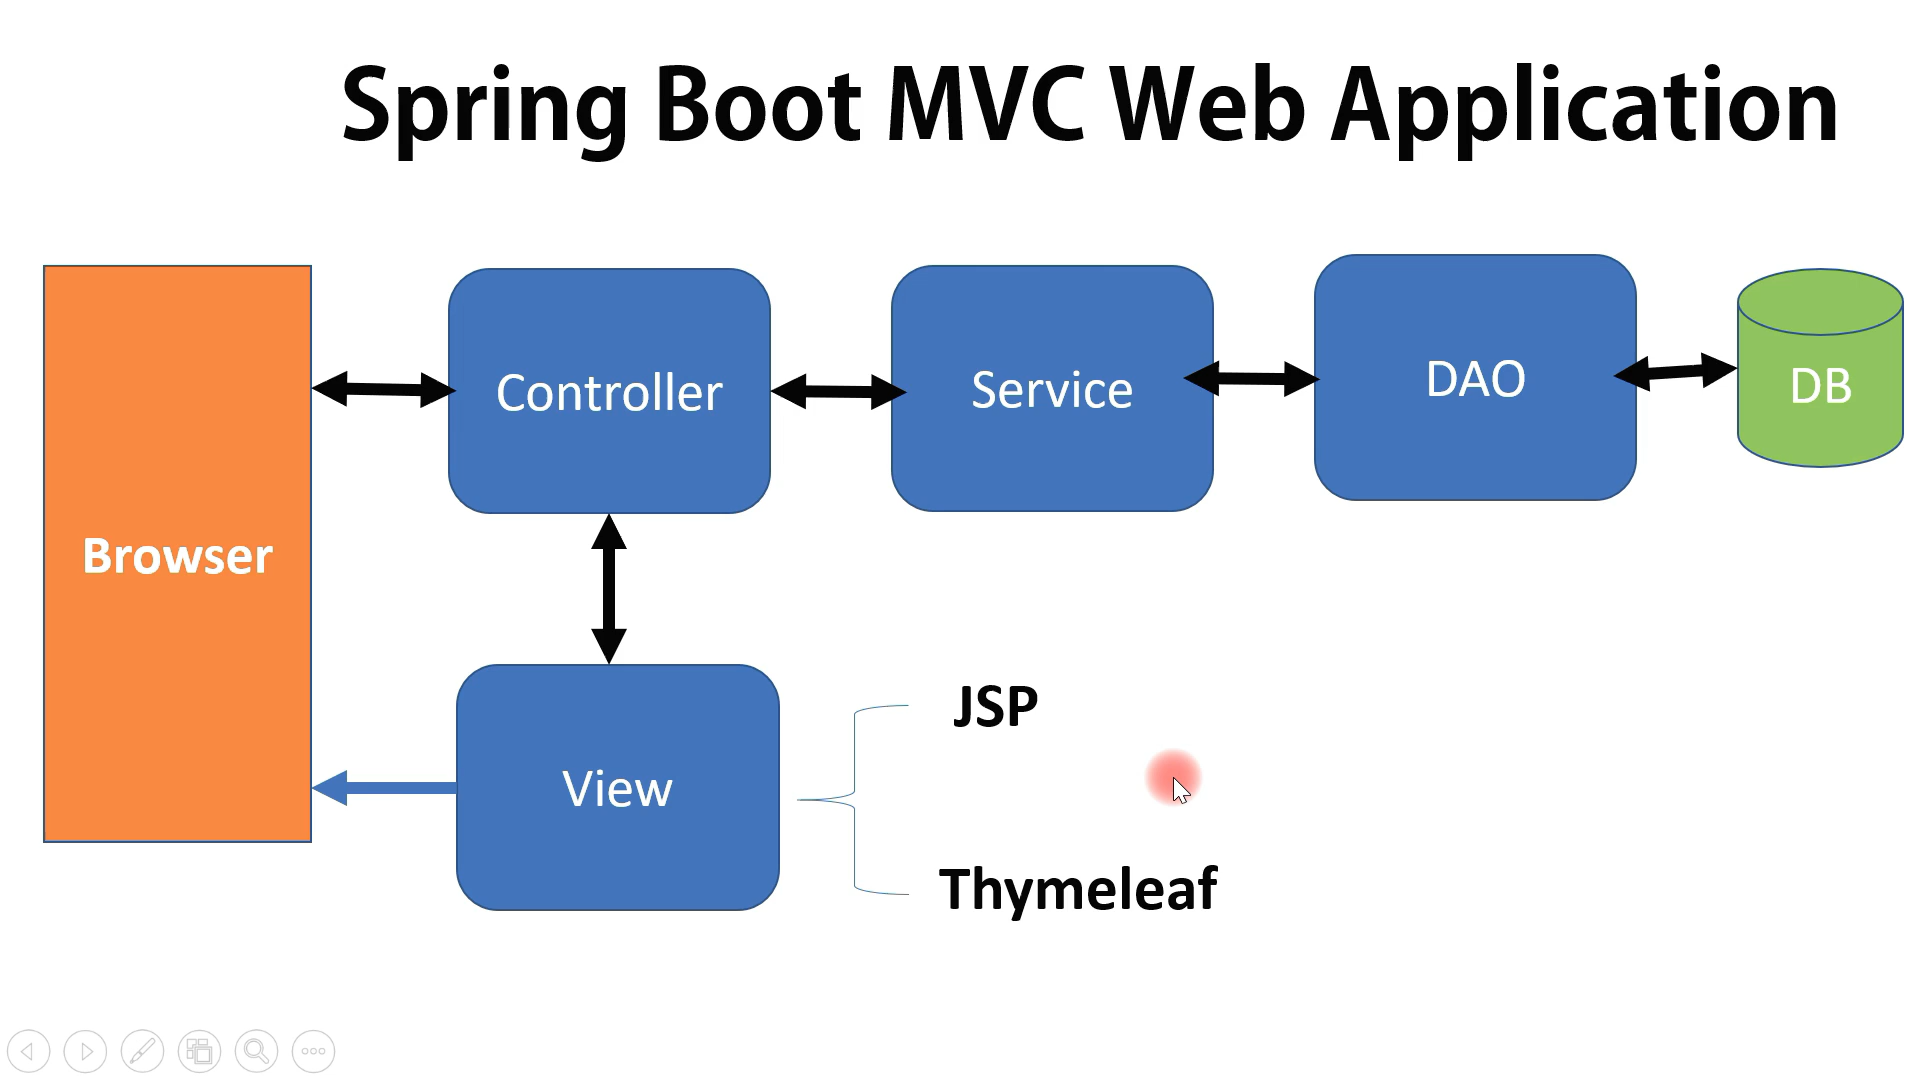 Spring Boot MVC Web Application
Browser
Controller
Service
DAO
DB
View
JSP
Thymeleaf